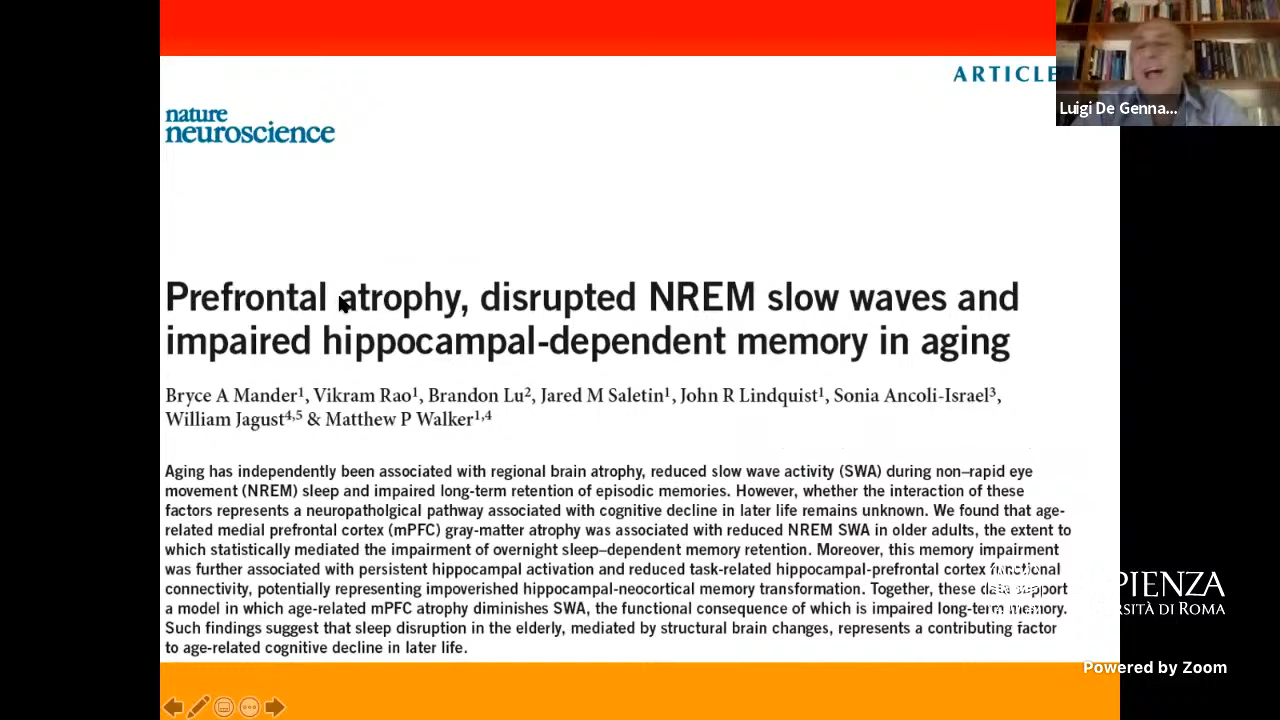 ARTICLE
Luigi De Genna...
nature
neuroscience
Prefrontal atrophy, disrupted NREM slow waves and
impaired hippocampal-dependent memory in aging
Bryce A Mander1, Vikram Rao1, Brandon Lu2, Jared M Saletin1, John R Lindquist1, Sonia Ancoli-Israel3,
William Jagust4,5 & Matthew P Walker1,4
Aging has independently been associated with regional brain atrophy, reduced slow wave activity (SWA) during non–rapid eye
movement (NREM) sleep and impaired long-term retention of episodic memories. However, whether the interaction of these
factors represents a neuropatholgical pathway associated with cognitive decline in later life remains unknown. We found that age-
related medial prefrontal cortex (mPFC) gray-matter atrophy was associated with reduced NREM SWA in older adults, the extent to
which statistically mediated the impairment of overnight sleep–dependent memory retention. Moreover, this memory impairment
was further associated with persistent hippocampal activation and reduced task-related hippocampal-prefrontal cortex
connectivity, potentially representing impoverished hippocampal-neocortical memory transformation. Together, these
a model in which age-related mPFC atrophy diminishes SWA, the functional consequence of which is impaired long-term memory.
Such findings suggest that sleep disruption in the elderly, mediated by structural brain changes, represents a contributing factor
to age-related cognitive decline in later life.
PIENZA
RSITÀ DI ROMA
Powered by Zoom